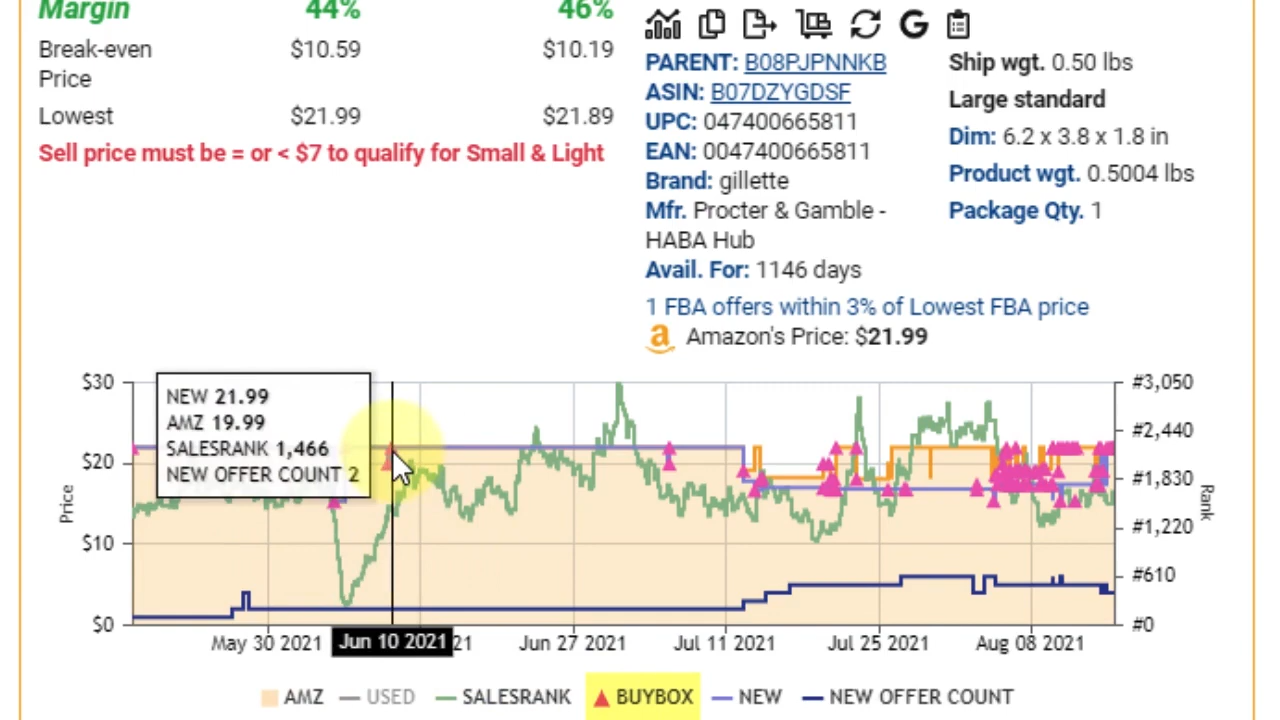 Margin 44% 46%
Break-even Price $10.59 $10.19
Lowest $21.99 $21.89
Sell price must be = or < $7 to qualify for Small & Light
PARENT: B08PJPNNKB
ASIN: B07DZYGDSF
UPC: 047400665811
EAN: 0047400665811
Brand: gillette
Mfr. Procter & Gamble -
HABA Hub
Avail. For: 1146 days
Ship wgt. 0.50 lbs
Large standard
Dim: 6.2 x 3.8 x 1.8 in
Product wgt. 0.5004 lbs
Package Qty. 1
1 FBA offers within 3% of Lowest FBA price
a Amazon's Price: $21.99
NEW 21.99
AMZ 19.99
SALESRANK 1,466
NEW OFFER COUNT 2
$30
$20
$10
$0
Price
#3,050
#2,440
#1,830
#1,220
#610
#0
Rank
May 30 2021 Jun 10 2021 21 Jun 27 2021 Jul 11 2021 Jul 25 2021 Aug 08 2021
AMZ USED SALESRANK BUYBOX NEW NEW OFFER COUNT